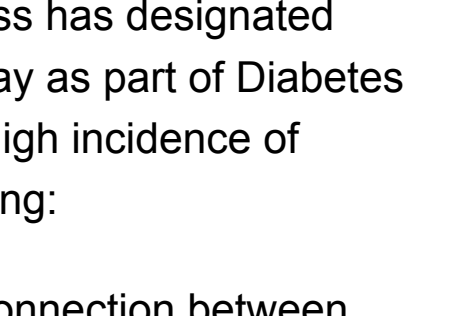 ss has designated
ay as part of Diabetes
igh incidence of
ng:
onnection between